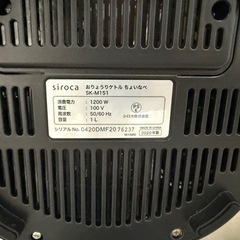 siroca
おりょうりケトル ちょいなべ
SK-M151
消費電力： 1200 W
電圧： 100 V
周波数： 50/60 Hz
容量： 1 L
シリアル No. 0420DMF2076237
2020年製